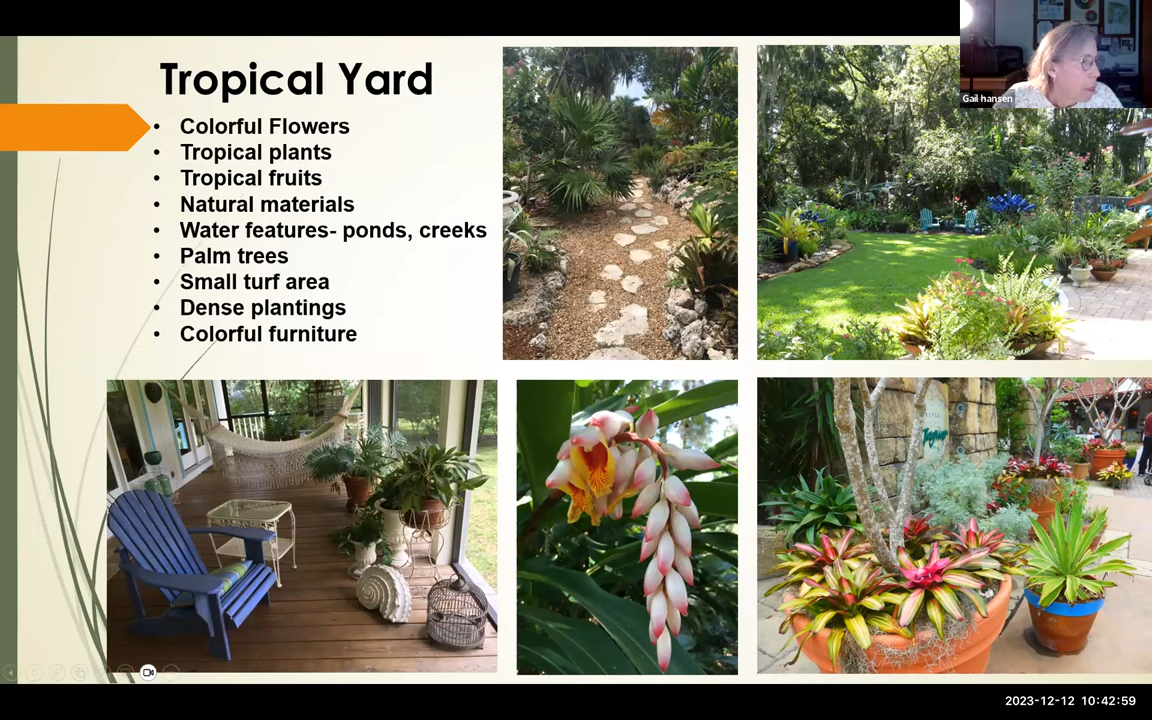 Tropical Yard
• Colorful Flowers
• Tropical plants
• Tropical fruits
• Natural materials
• Water features- ponds, creeks
• Palm trees
• Small turf area
• Dense plantings
• Colorful furniture
Gail hansen
2023-12-12 10:42:59